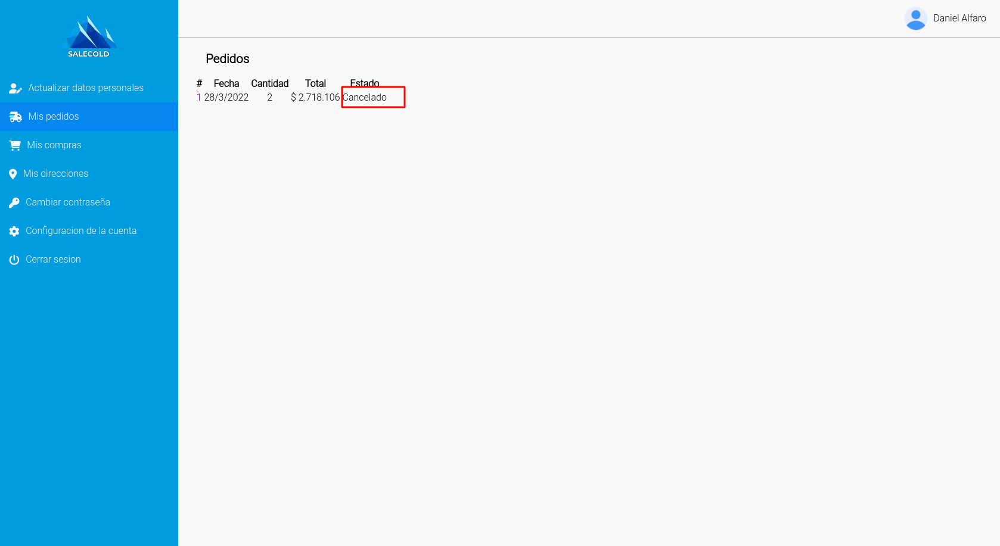 SALECOLD
Actualizar datos personales
Mis pedidos
Mis compras
Mis direcciones
Cambiar contraseña
Configuracion de la cuenta
Cerrar sesion
Daniel Alfaro
Pedidos
# Fecha Cantidad Total Estado
1 28/3/2022 2 $ 2.718.106 Cancelado